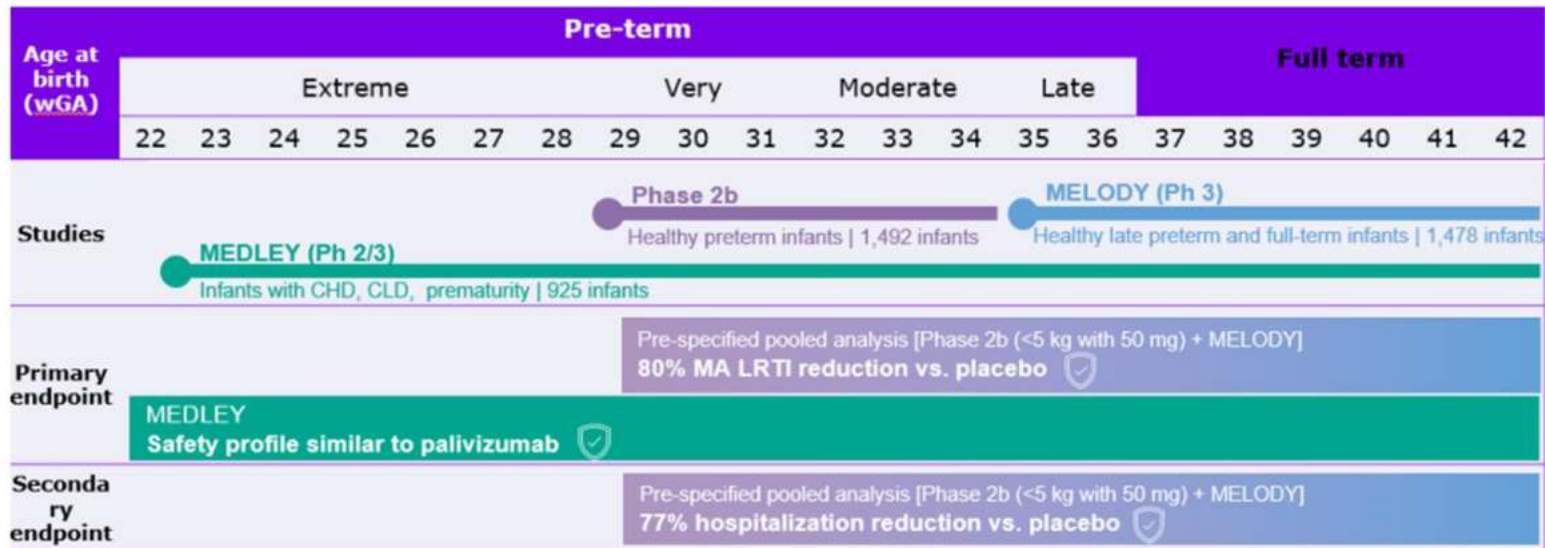 Pre-term
Full term
Age at
birth
(wGA)
Extreme Very Moderate Late
22 23 24 25 26 27 28 29 30 31 32 33 34 35 36 37 38 39 40 41 42
Studies
Phase 2b
Healthy preterm infants | 1,492 infants
MELODY (Ph 3)
Healthy late preterm and full-term infants | 1,478 infants
MEDLEY (Ph 2/3)
Infants with CHD, CLD, prematurity | 925 infants
Primary
endpoint
Pre-specified pooled analysis [Phase 2b (<5 kg with 50 mg) + MELODY]
80% MA LRTI reduction vs. placebo
MEDLEY
Safety profile similar to palivizumab
Seconda
ry
endpoint
Pre-specified pooled analysis [Phase 2b (<5 kg with 50 mg) + MELODY]
77% hospitalization reduction vs. placebo